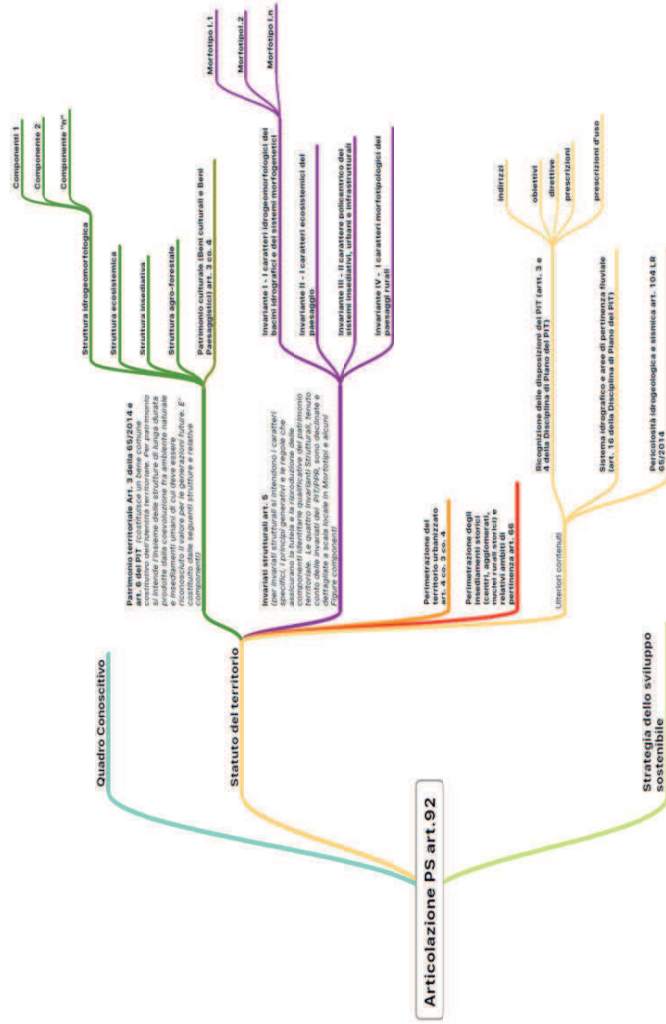 Articolazione PS art.92
Quadro Conoscitivo
Statuto del territorio
Patrimonio territoriale Art. 3 della 65/2014 e
art. 6 del PIT (costituisce un bene comune
costitutivo dell'identità territoriale. Per patrimonio
si intende l'insieme delle strutture di lunga durata
prodotte dalla coevoluzione fra ambiente naturale
e insediamenti umani di cui deve essere
riconosciuto il valore per le generazione future. E'
costituito dalle seguenti strutture e relative
componenti)
Struttura idrogeomorfologica
Componenti 1
Componente 2
Componente "n"
Struttura ecosistemica
Struttura insediativa
Struttura agro-forestale
Patrimonio culturale (Beni culturali e Beni
Paesaggistici) art. 3 co. 4
Invariati strutturali art. 5
(per invariati strutturali si intendono i caratteri
specifici, i principi generativi e le regole che
assicurano la tutela e la riproduzione delle
componenti identitarie qualificative del patrimonio
territoriale. Le quattro Invarianti Strutturali, tenuto
conto delle invarianti del PIT/PPR, sono declinate e
dettagliate a scala locale in Morfotipi e alcuni
Figure componenti
Invariante I - I caratteri idrogeomorfologici dei
bacini idrografici e dei sistemi morfogenetici
Morfotipo I.1
MorfotipoI.2
Morfotipo I.n
Invariante II - I caratteri ecosistemici del
paesaggio
Invariante III - Il carattere policentrico dei
sistemi insediativi, urbani e infrastrutturali
Invariante IV - I caratteri morfotipologici dei
paesaggi rurali
Perimetrazione del
territorio urbanizzato
art. 4 co. 3 co. 4
Perimetrazione degli
insediamenti storici
(centri, agglomerati,
nuclei rurali storici) e
relativi ambiti di
pertinenza art. 66
Ulteriori contenuti
Ricognizione delle disposizioni del PIT (artt. 3 e
4 della Disciplina di Piano del PIT)
indirizzi
obiettivi
direttive
prescrizioni
prescrizioni d'uso
Sistema idrografico e aree di pertinenza fluviale
(art. 16 della Disciplina di Piano del PIT)
Pericolosità idrogeologica e sismica art. 104 LR
65/2014
Strategia dello sviluppo
sostenibile